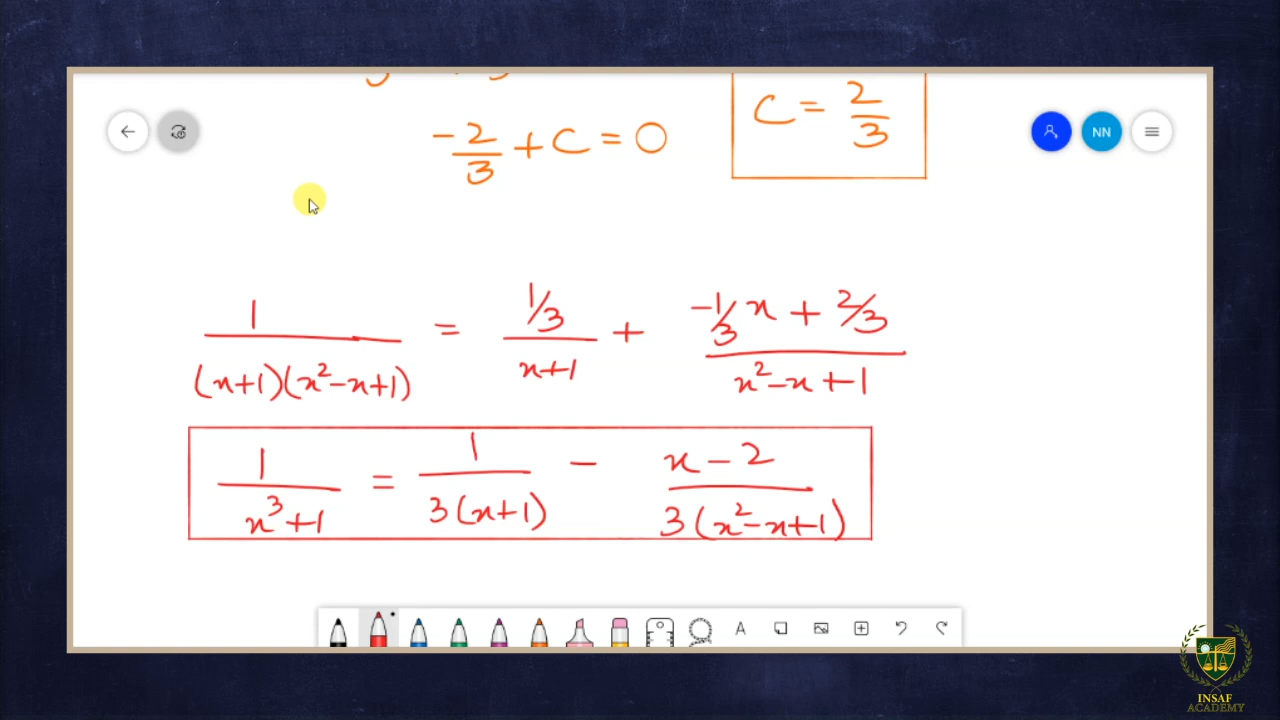 -2/3 + C = 0
C = 2/3
1/((x+1)(x²-x+1)) = (1/3)/(x+1) + (-1/3 x + 2/3)/(x²-x+1)
1/(x³+1) = 1/(3(x+1)) - (x-2)/(3(x²-x+1))
NN
A
INSAF
ACADEMY